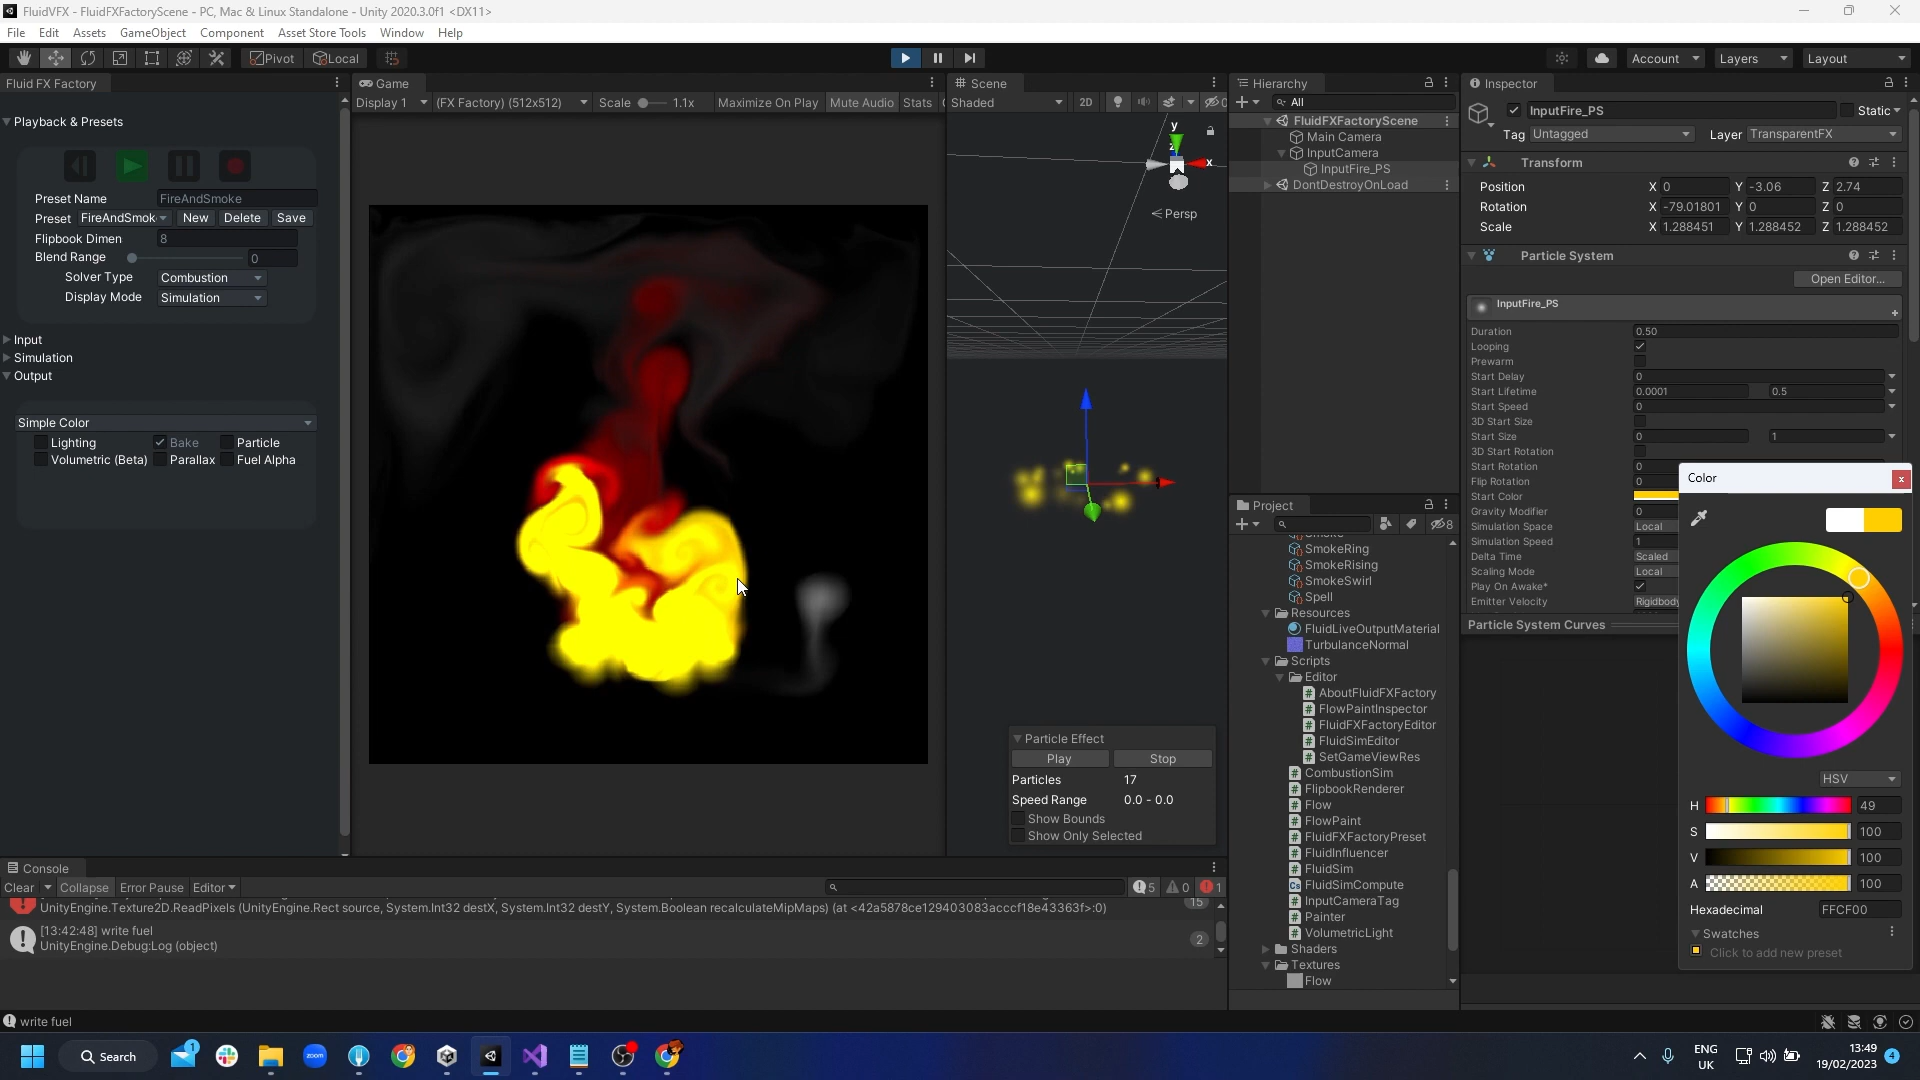 FluidVFX - FluidFXFactoryScene - PC, Mac & Linux Standalone - Unity 2020.3.0f1 <DX11>
File Edit Assets GameObject Component Asset Store Tools Window Help
Pivot Local Account Layers Layout
Fluid FX Factory
Playback & Presets
Preset Name FireAndSmoke
Preset FireAndSmok New Delete Save
Flipbook Dimen 8
Blend Range 0
Solver Type Combustion
Display Mode Simulation
Input
Simulation
Output
Simple Color
Lighting Bake Particle
Volumetric (Beta) Parallax Fuel Alpha
Game
Display 1 (FX Factory) (512x512) Scale 1.1x Maximize On Play Mute Audio Stats
Scene
Shaded 2D 0
y
z
x
Persp
Particle Effect
Play Stop
Particles 17
Speed Range 0.0 - 0.0
Show Bounds
Show Only Selected
Hierarchy
All
FluidFXFactoryScene
Main Camera
InputCamera
InputFire_PS
DontDestroyOnLoad
Project
8
Smoke
SmokeRing
SmokeRising
SmokeSwirl
Spell
Resources
FluidLiveOutputMaterial
TurbulanceNormal
Scripts
Editor
AboutFluidFXFactory
FlowPaintInspector
FluidFXFactoryEditor
FluidSimEditor
SetGameViewRes
CombustionSim
FlipbookRenderer
Flow
FlowPaint
FluidFXFactoryPreset
FluidInfluencer
FluidSim
FluidSimCompute
InputCameraTag
Painter
VolumetricLight
Shaders
Textures
Flow
Inspector
InputFire_PS Static
Tag Untagged Layer TransparentFX
Transform
Position X 0 Y -3.06 Z 2.74
Rotation X -79.01801 Y 0 Z 0
Scale X 1.288451 Y 1.288452 Z 1.288452
Particle System
Open Editor...
InputFire_PS
Duration 0.50
Looping
Prewarm
Start Delay 0
Start Lifetime 0.0001 0.5
Start Speed 0
3D Start Size
Start Size 0 1
3D Start Rotation
Start Rotation 0
Flip Rotation 0
Start Color
Gravity Modifier 0
Simulation Space Local
Simulation Speed 1
Delta Time Scaled
Scaling Mode Local
Play On Awake*
Emitter Velocity Rigidbody
Particle System Curves
Color x
HSV
H 49
S 100
V 100
A 100
Hexadecimal FFCF00
Swatches
Click to add new preset
Console
Clear Collapse Error Pause Editor 5 0 1
UnityEngine.Texture2D.ReadPixels (UnityEngine.Rect source, System.Int32 destX, System.Int32 destY, System.Boolean recalculateMipMaps) (at <42a5878ce129403083acccf18e43363f>:0) 15
[13:42:48] write fuel
UnityEngine.Debug:Log (object) 2
write fuel
Search 1 zoom ENG
UK 13:49
19/02/2023 4